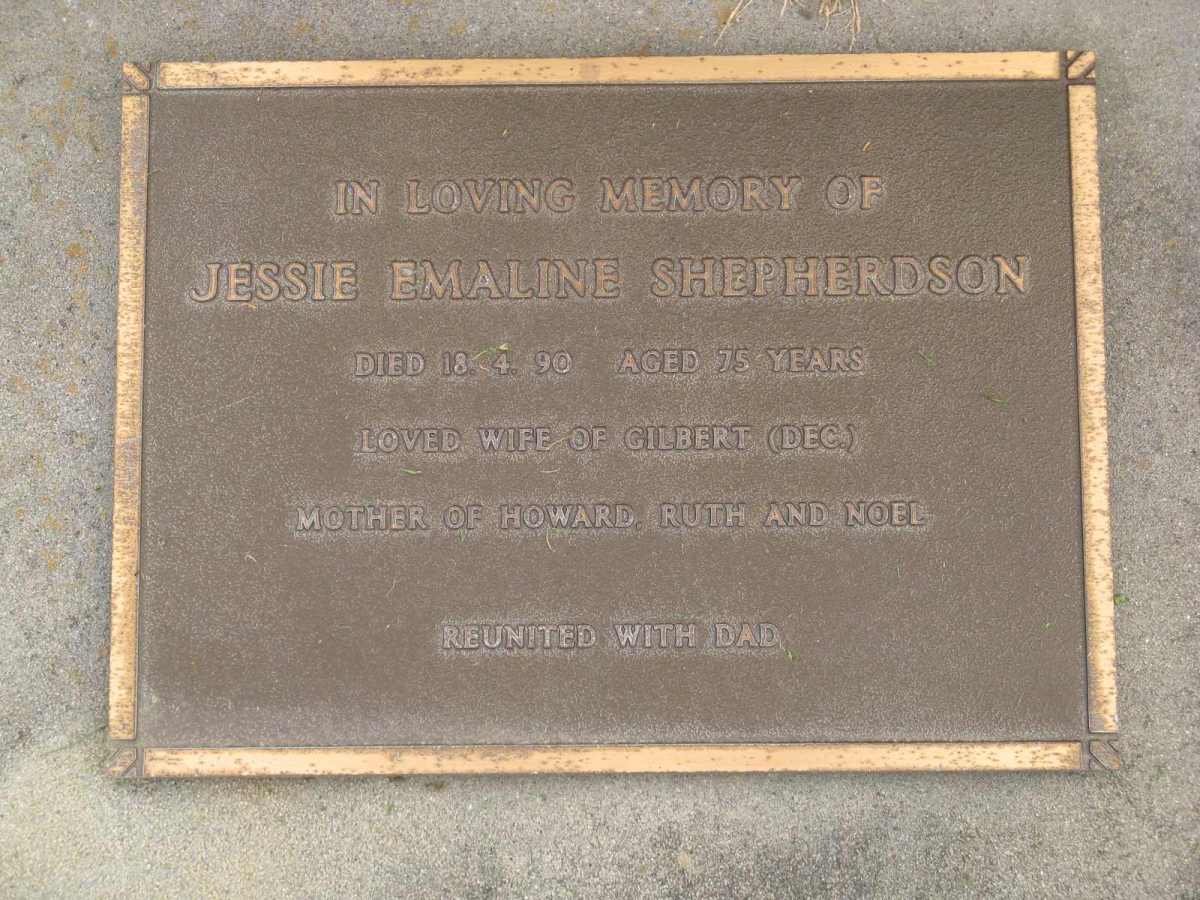 IN LOVING MEMORY OF
JESSIE EMALINE SHEPHERDSON
DIED 18. 4. 90 AGED 75 YEARS
LOVED WIFE OF GILBERT (DEC.)
MOTHER OF HOWARD, RUTH AND NOEL
REUNITED WITH DAD